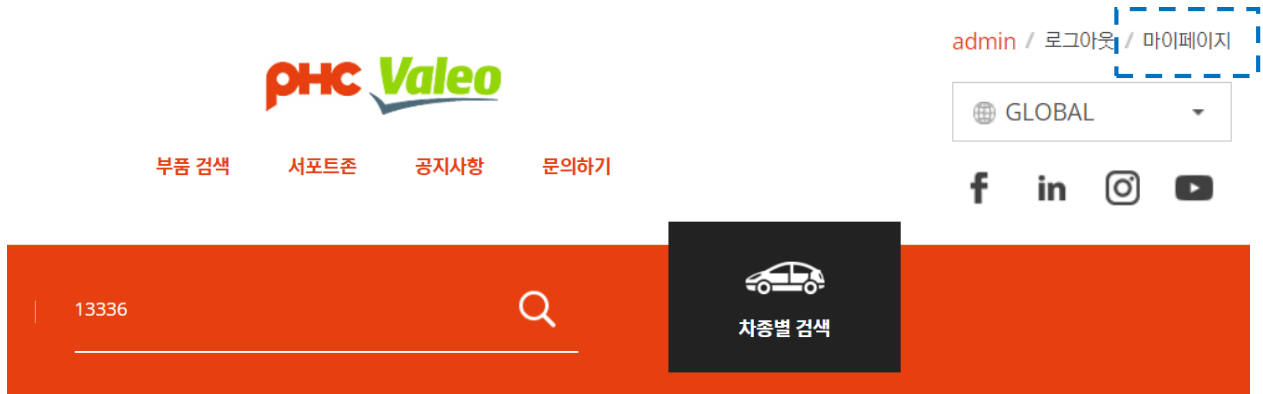 admin / 로그아웃 / 마이페이지
PHC Valeo
GLOBAL
부품 검색 서포트존 공지사항 문의하기
f in
13336
차종별 검색